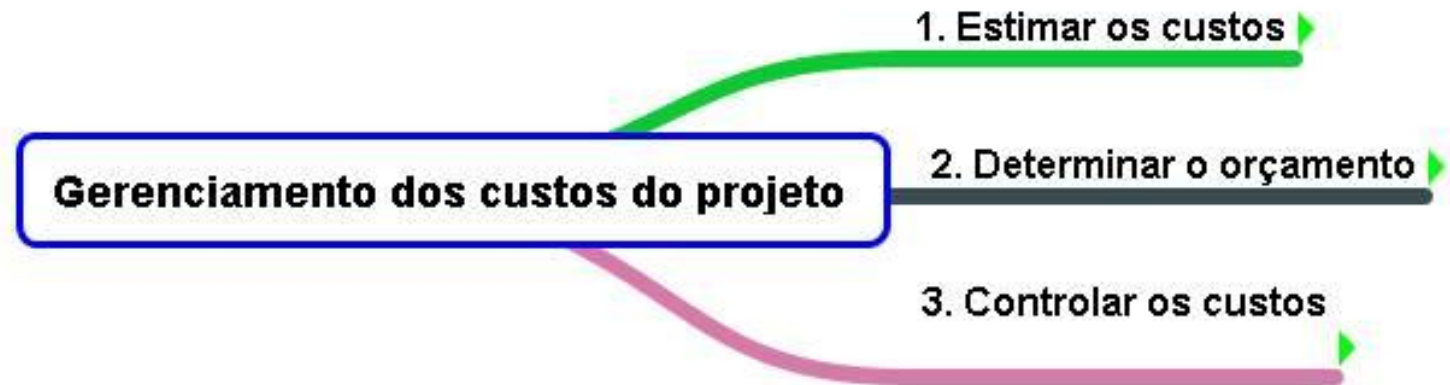 1. Estimar os custos
Gerenciamento dos custos do projeto
2. Determinar o orçamento
3. Controlar os custos